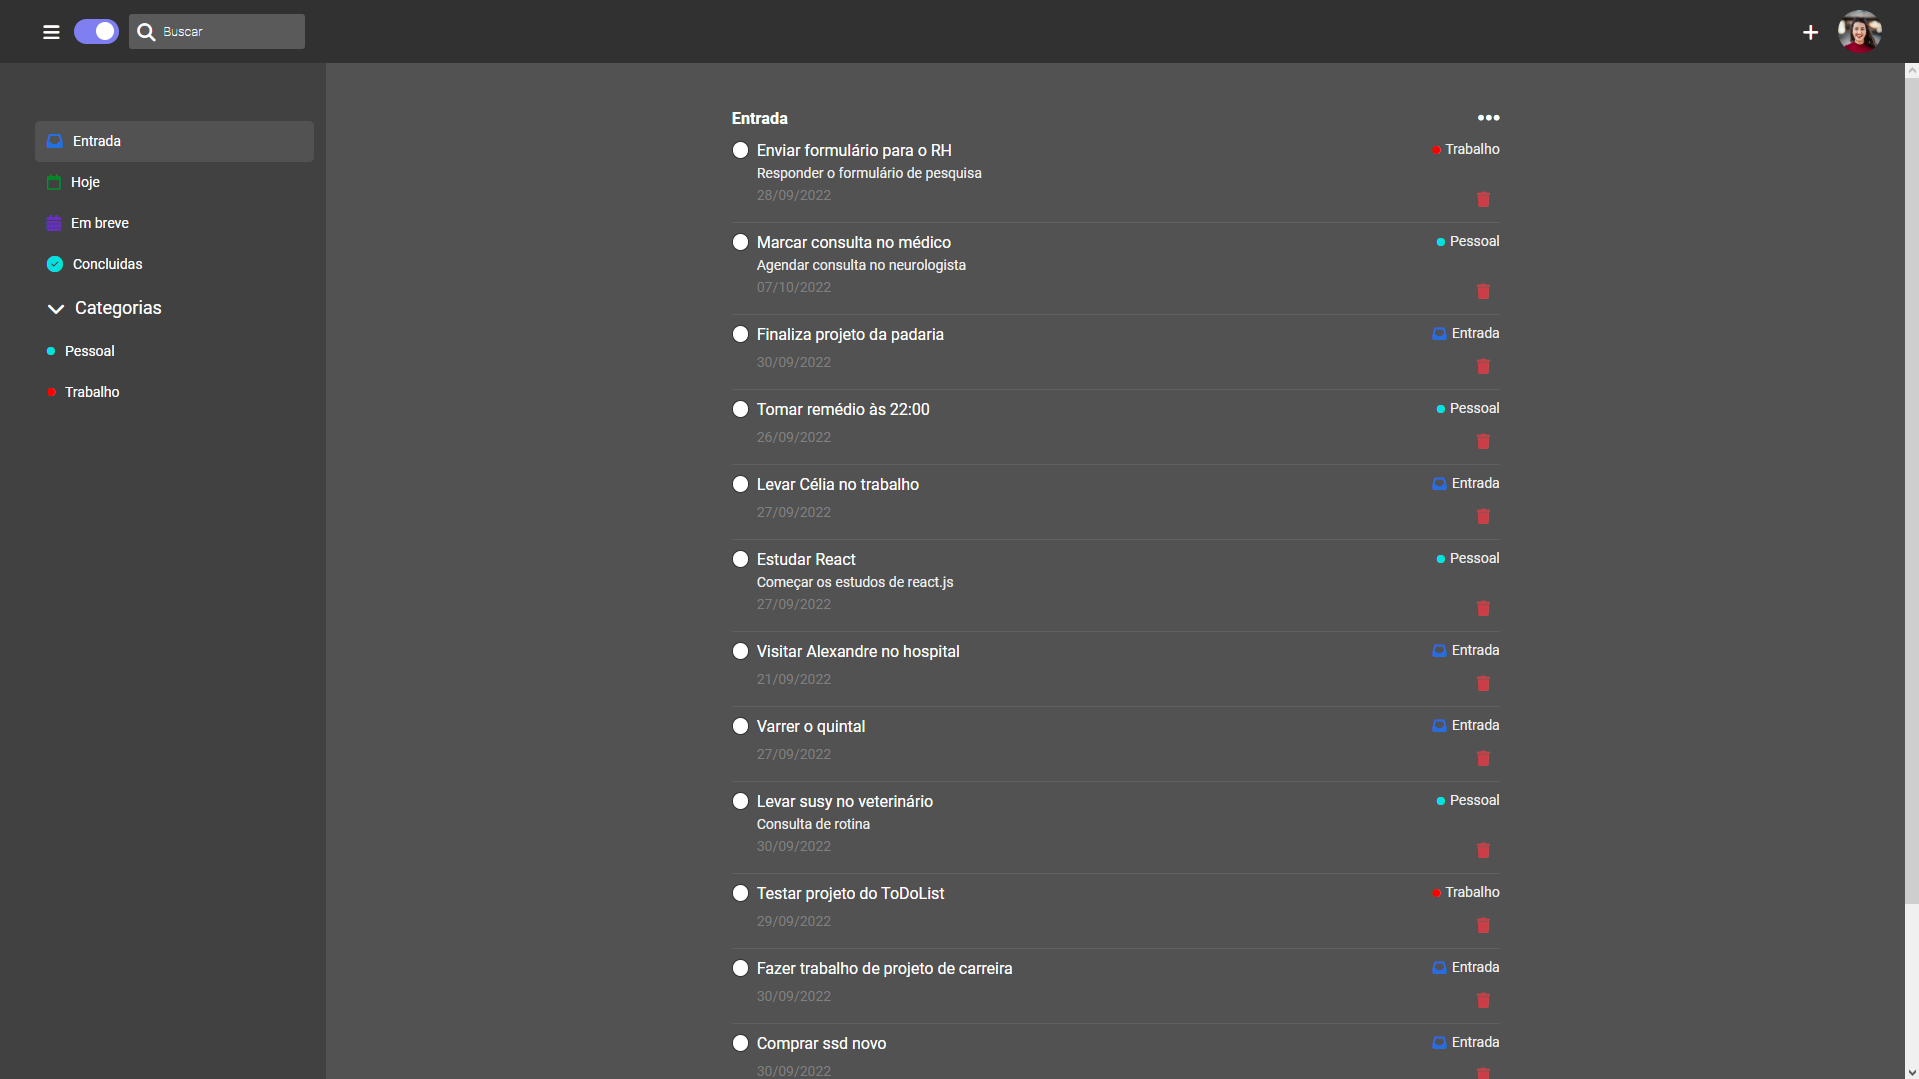 Buscar
Entrada
Hoje
Em breve
Concluidas
Categorias
Pessoal
Trabalho
Entrada
Enviar formulário para o RH
Trabalho
Responder o formulário de pesquisa
28/09/2022
Marcar consulta no médico
Pessoal
Agendar consulta no neurologista
07/10/2022
Finaliza projeto da padaria
Entrada
30/09/2022
Tomar remédio às 22:00
Pessoal
26/09/2022
Levar Célia no trabalho
Entrada
27/09/2022
Estudar React
Pessoal
Começar os estudos de react.js
27/09/2022
Visitar Alexandre no hospital
Entrada
21/09/2022
Varrer o quintal
Entrada
27/09/2022
Levar susy no veterinário
Pessoal
Consulta de rotina
30/09/2022
Testar projeto do ToDoList
Trabalho
29/09/2022
Fazer trabalho de projeto de carreira
Entrada
30/09/2022
Comprar ssd novo
Entrada
30/09/2022